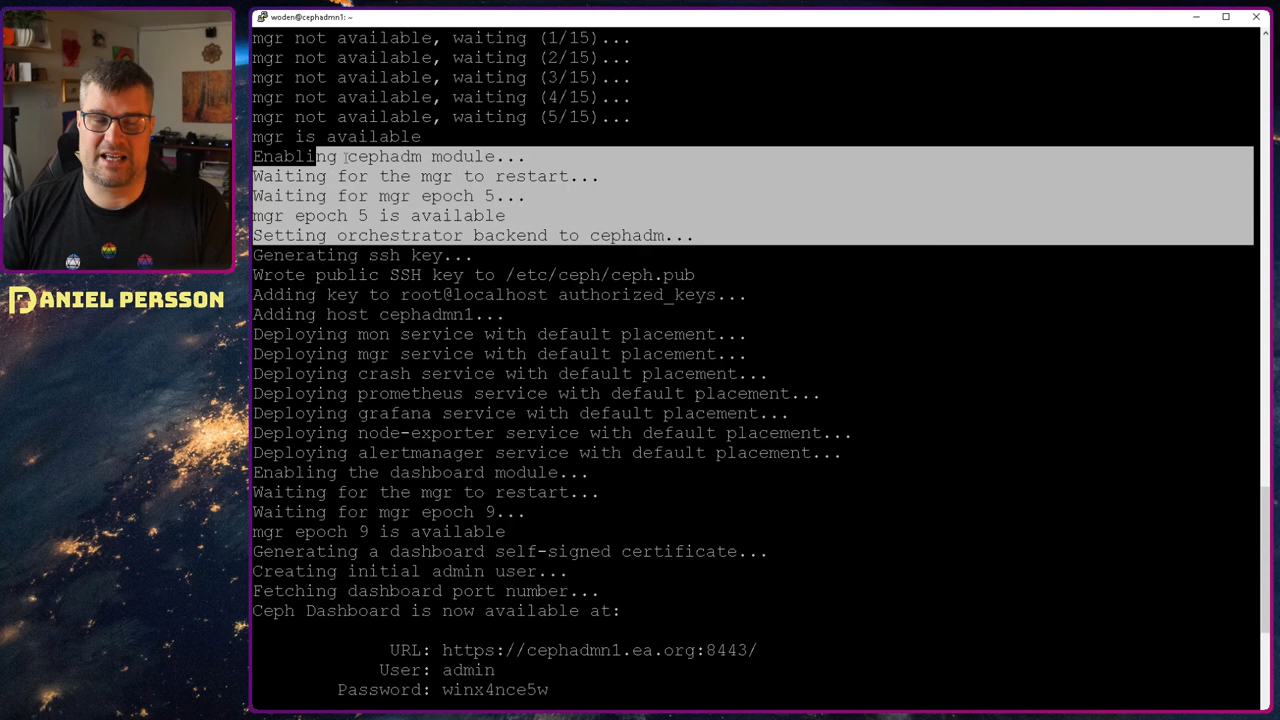 woden@cephadmn1: ~
mgr not available, waiting (1/15)...
mgr not available, waiting (2/15)...
mgr not available, waiting (3/15)...
mgr not available, waiting (4/15)...
mgr not available, waiting (5/15)...
mgr is available
Enabling cephadm module...
Waiting for the mgr to restart...
Waiting for mgr epoch 5...
mgr epoch 5 is available
Setting orchestrator backend to cephadm...
Generating ssh key...
Wrote public SSH key to /etc/ceph/ceph.pub
Adding key to root@localhost authorized_keys...
Adding host cephadmn1...
Deploying mon service with default placement...
Deploying mgr service with default placement...
Deploying crash service with default placement...
Deploying prometheus service with default placement...
Deploying grafana service with default placement...
Deploying node-exporter service with default placement...
Deploying alertmanager service with default placement...
Enabling the dashboard module...
Waiting for the mgr to restart...
Waiting for mgr epoch 9...
mgr epoch 9 is available
Generating a dashboard self-signed certificate...
Creating initial admin user...
Fetching dashboard port number...
Ceph Dashboard is now available at:
URL: https://cephadmn1.ea.org:8443/
User: admin
Password: winx4nce5w
DANIEL PERSSON